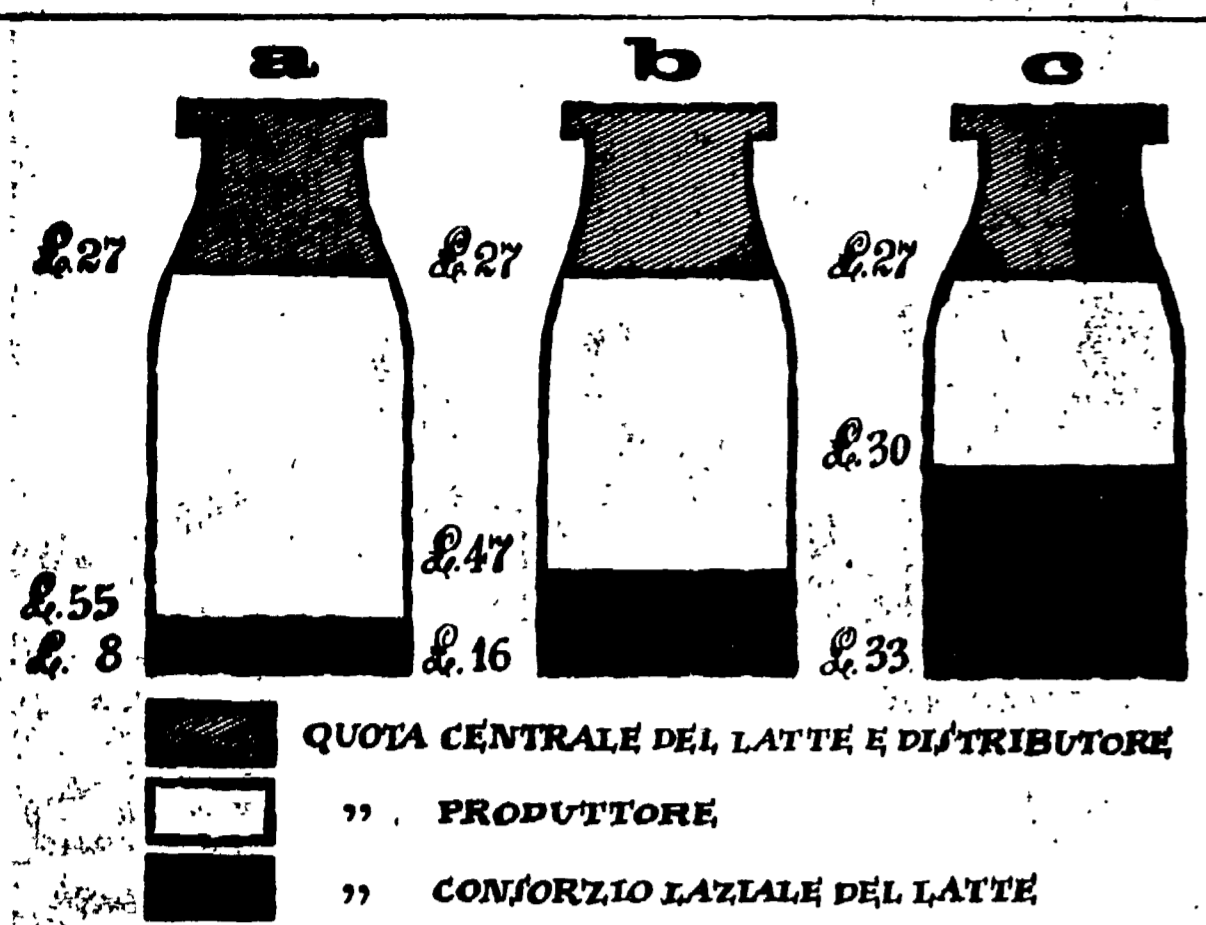 a b c
£.27 £.27 £.27
£.30
£.47
£.55
£. 8 £.16 £.33
QUOTA CENTRALE DEL LATTE E DISTRIBUTORE
„ PRODUTTORE
„ CONSORZIO LAZIALE DEL LATTE